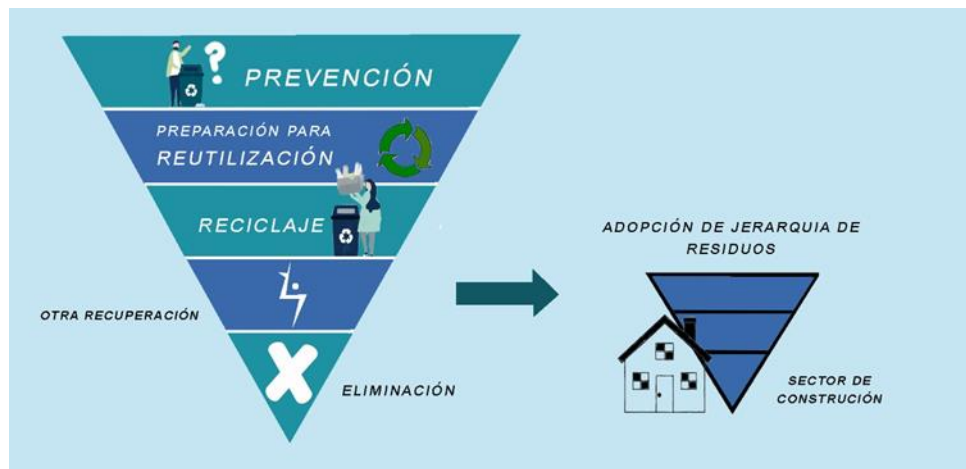 PREVENCIÓN
PREPARACIÓN PARA
REUTILIZACIÓN
RECICLAJE
OTRA RECUPERACIÓN
ELIMINACIÓN
ADOPCIÓN DE JERARQUIA DE
RESIDUOS
SECTOR DE
CONSTRUCIÓN